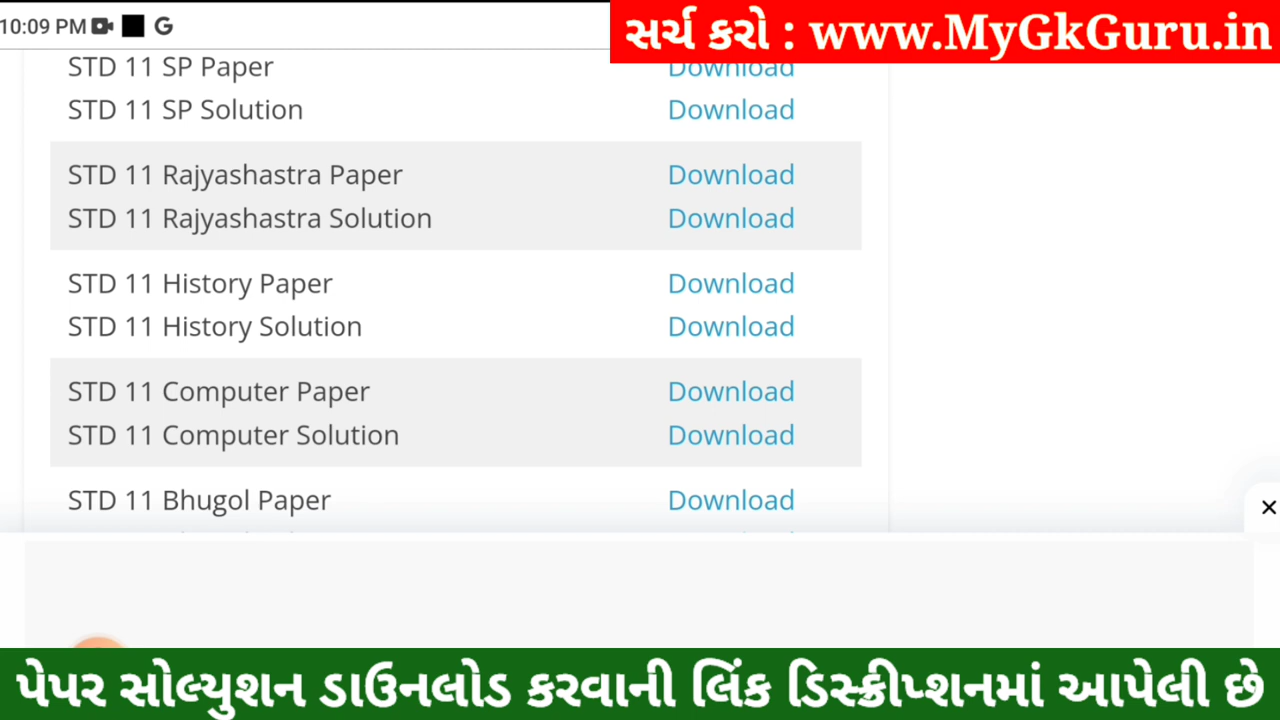 10:09 PM G
સર્ચ કરો : www.MyGkGuru.in
STD 11 SP Paper Download
STD 11 SP Solution Download
STD 11 Rajyashastra Paper Download
STD 11 Rajyashastra Solution Download
STD 11 History Paper Download
STD 11 History Solution Download
STD 11 Computer Paper Download
STD 11 Computer Solution Download
STD 11 Bhugol Paper Download
પેપર સોલ્યુશન ડાઉનલોડ કરવાની લિંક ડિસ્ક્રીપ્શનમાં આપેલી છે